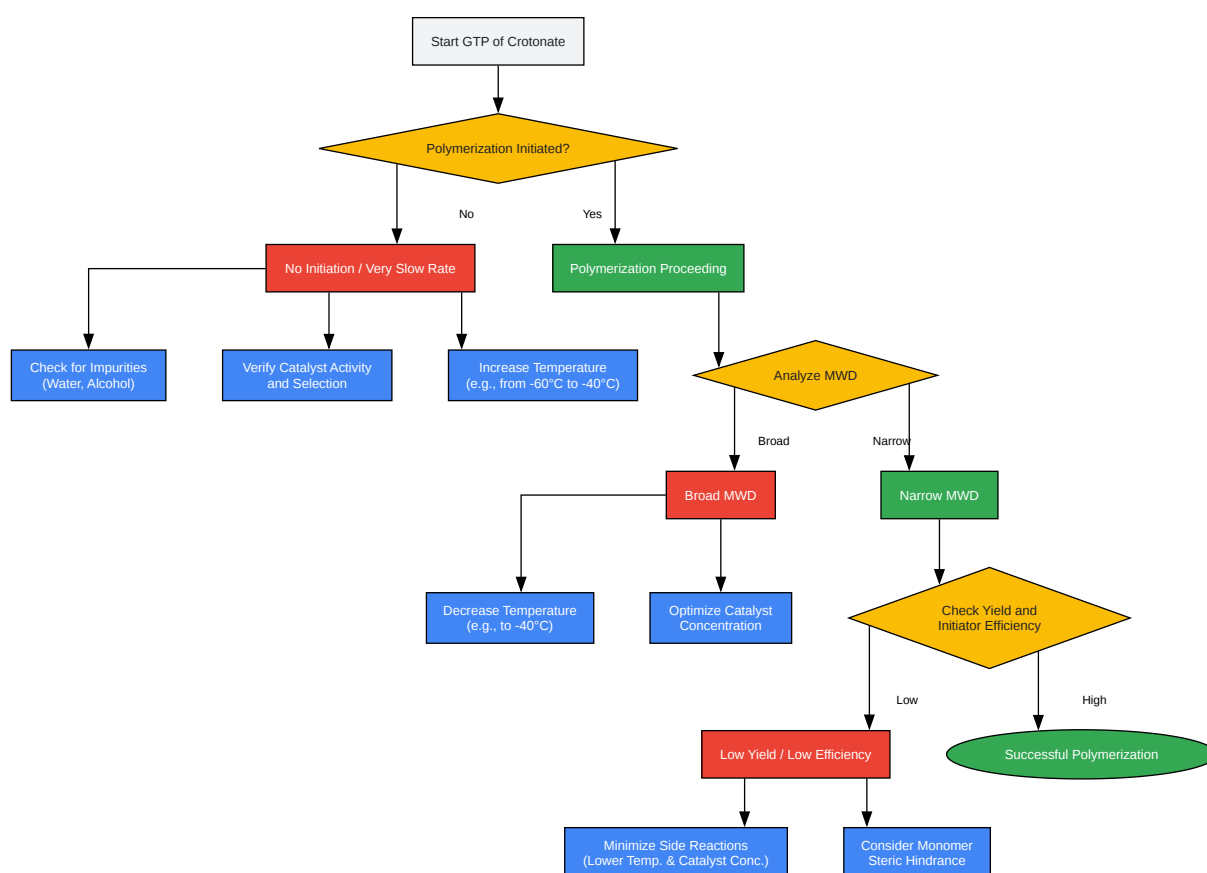 Start GTP of Crotonate
Polymerization Initiated?
No
Yes
No Initiation / Very Slow Rate
Polymerization Proceeding
Check for Impurities
(Water, Alcohol)
Verify Catalyst Activity
and Selection
Increase Temperature
(e.g., from -60°C to -40°C)
Analyze MWD
Broad
Narrow
Broad MWD
Narrow MWD
Decrease Temperature
(e.g., to -40°C)
Optimize Catalyst
Concentration
Check Yield and
Initiator Efficiency
Low
High
Low Yield / Low Efficiency
Successful Polymerization
Minimize Side Reactions
(Lower Temp. & Catalyst Conc.)
Consider Monomer
Steric Hindrance